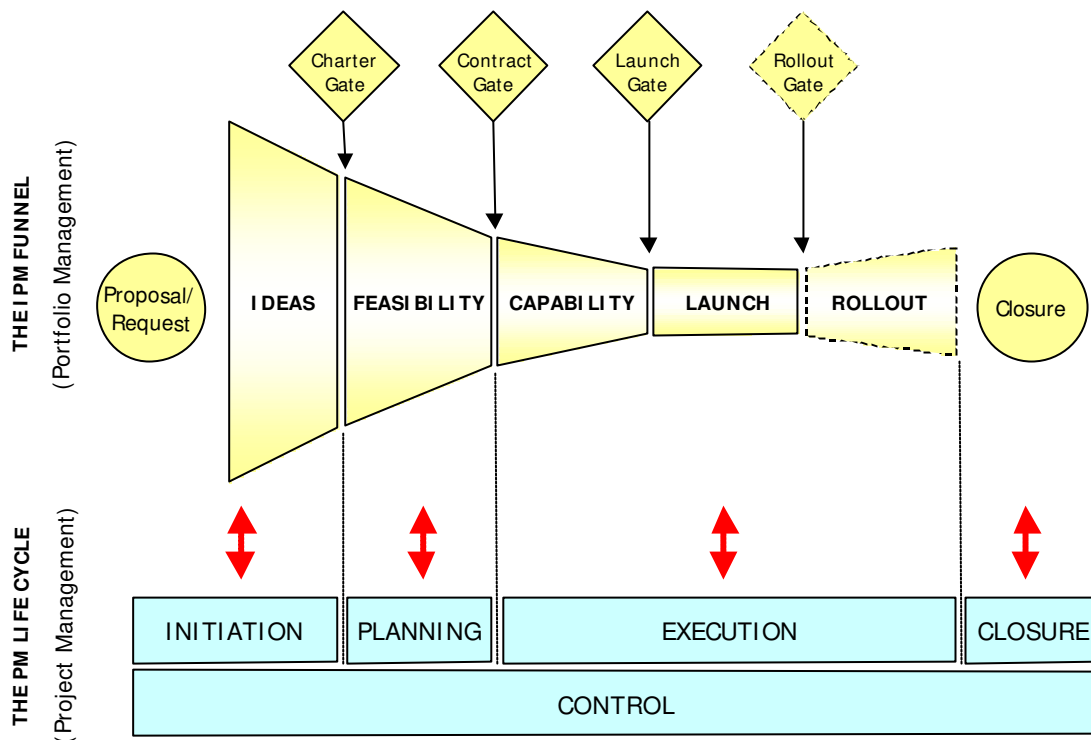 Charter
Gate
Contract
Gate
Launch
Gate
Rollout
Gate
THE IPM FUNNEL
(Portfolio Management)
Proposal/
Request
IDEAS
FEASIBILITY
CAPABILITY
LAUNCH
ROLLOUT
Closure
THE PM LIFE CYCLE
(Project Management)
INITIATION
PLANNING
EXECUTION
CLOSURE
CONTROL